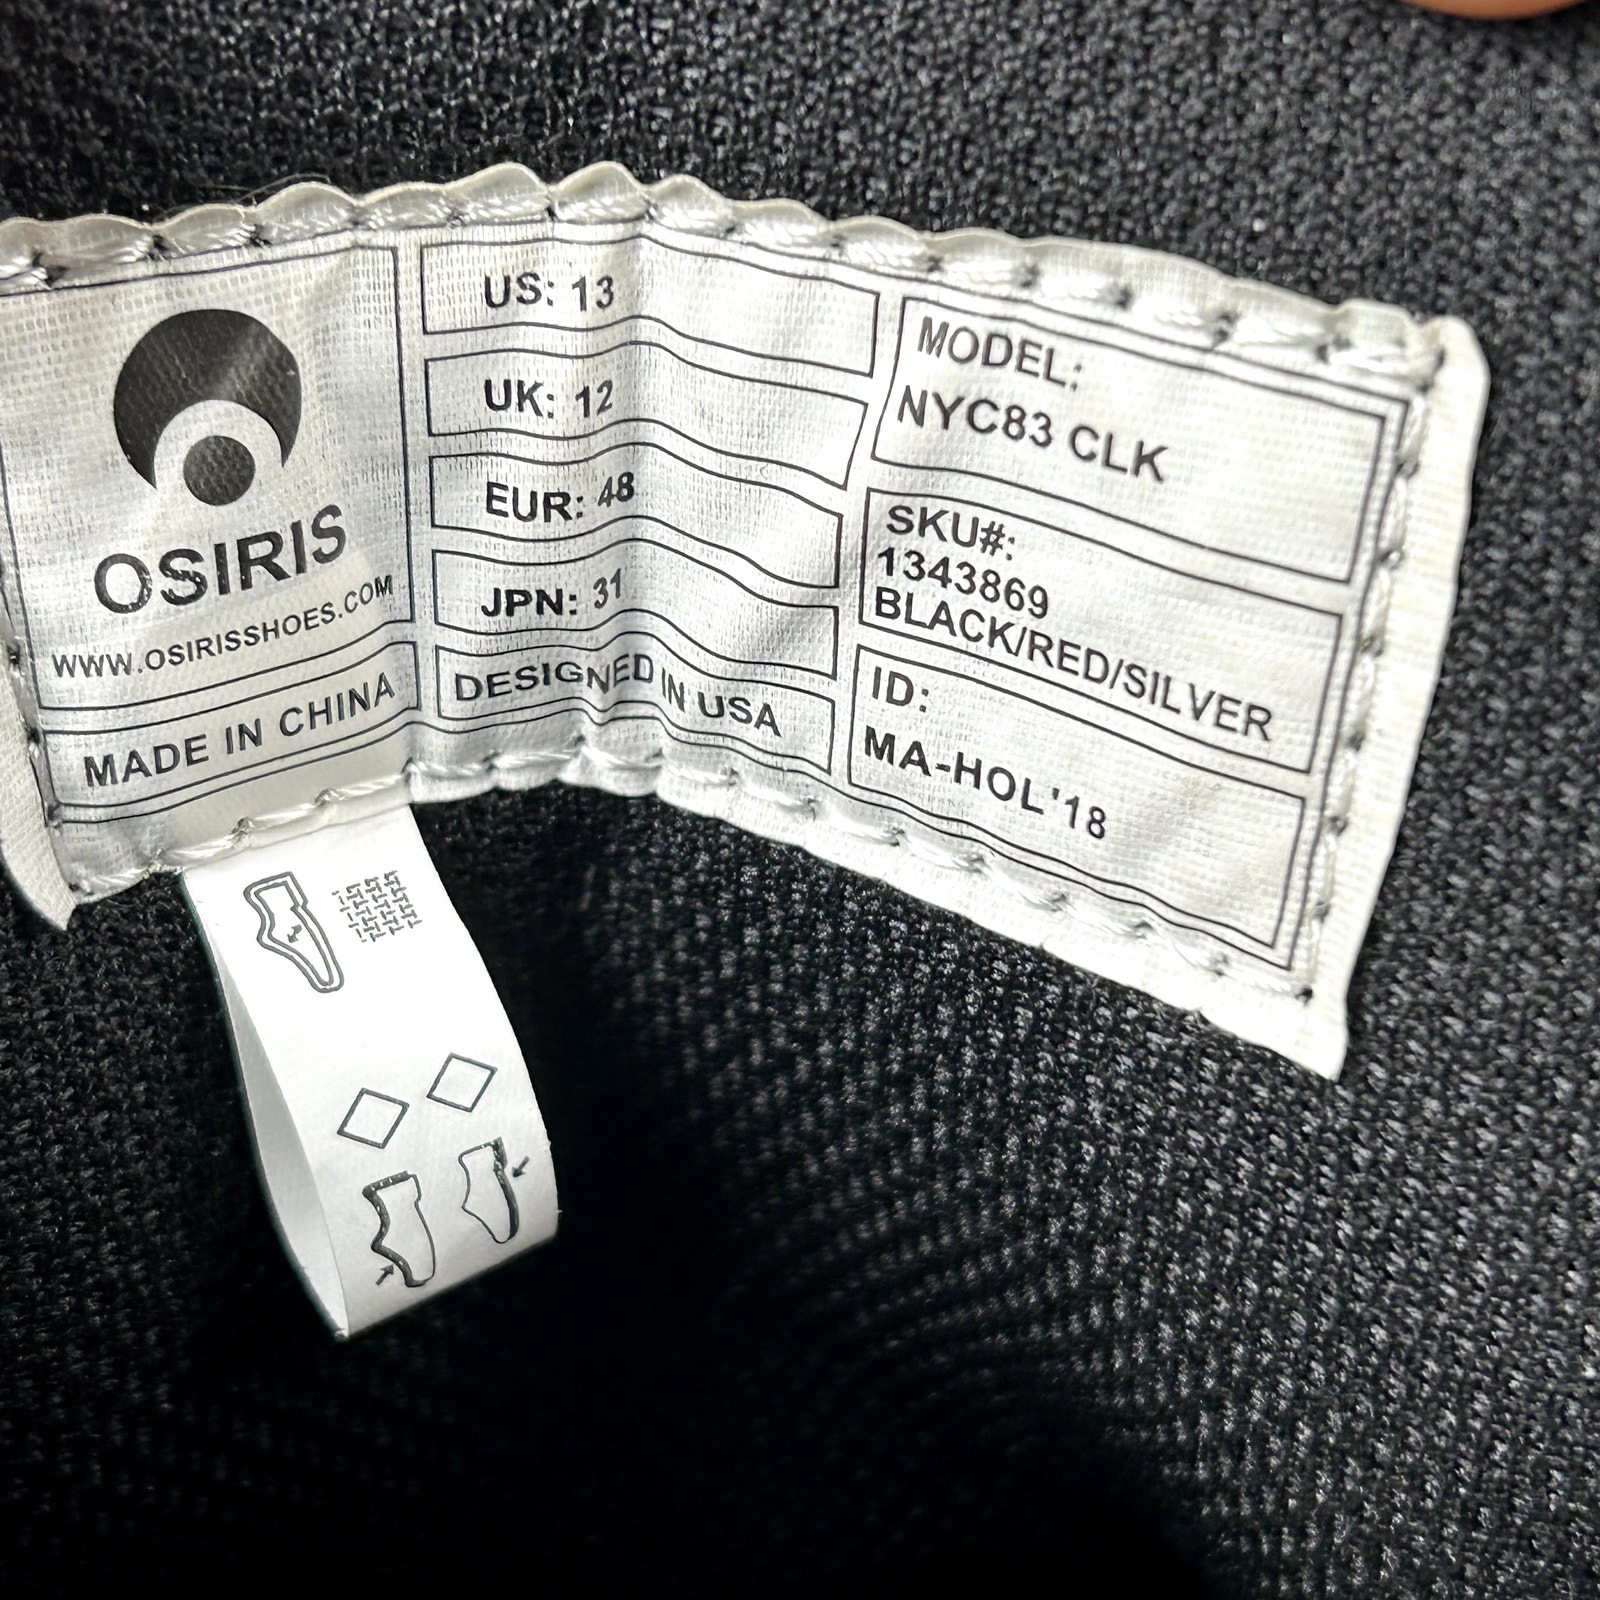 OSIRIS
WWW.OSIRISSHOES.COM
MADE IN CHINA
US: 13
UK: 12
EUR: 48
JPN: 31
DESIGNED IN USA
MODEL:
NYC83 CLK
SKU#:
1343869
BLACK/RED/SILVER
ID:
MA-HOL'18